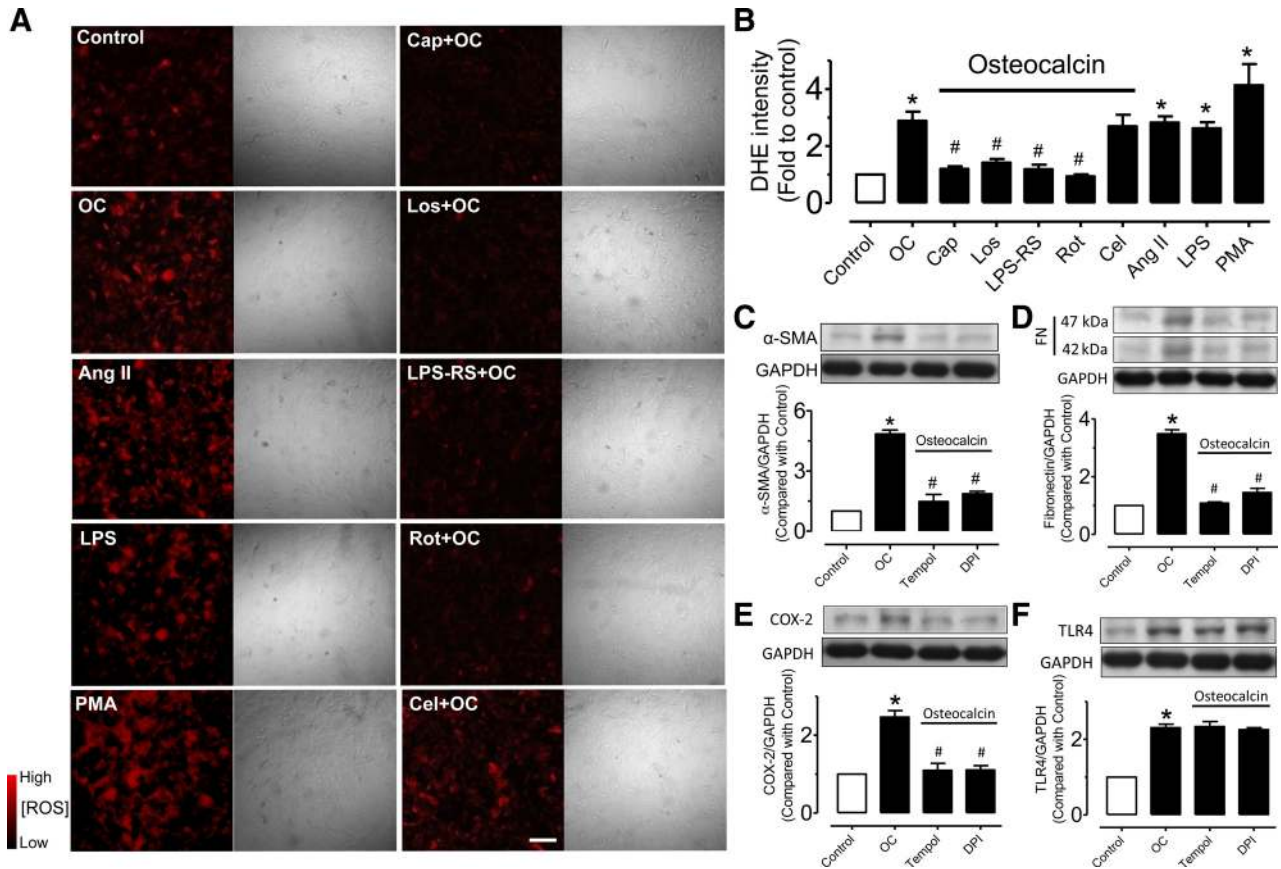 A
Control
Cap+OC
OC
Los+OC
Ang II
LPS-RS+OC
LPS
Rot+OC
PMA
Cel+OC
High
[ROS]
Low
B
DHE intensity
(Fold to control)
4
2
0
Osteocalcin
* # # # # * * *
Control OC Cap Los LPS-RS Rot Cel Ang II LPS PMA
C
α-SMA
GAPDH
α-SMA/GAPDH
(Compared with Control)
6
3
0
*
Osteocalcin
# #
Control OC Tempol DPI
D
FN
47 kDa
42 kDa
GAPDH
Fibronectin/GAPDH
(Compared with Control)
4
2
0
*
Osteocalcin
# #
Control OC Tempol DPI
E
COX-2
GAPDH
COX-2/GAPDH
(Compared with Control)
2
0
*
Osteocalcin
# #
Control OC Tempol DPI
F
TLR4
GAPDH
TLR4/GAPDH
(Compared with Control)
2
0
*
Osteocalcin
Control OC Tempol DPI